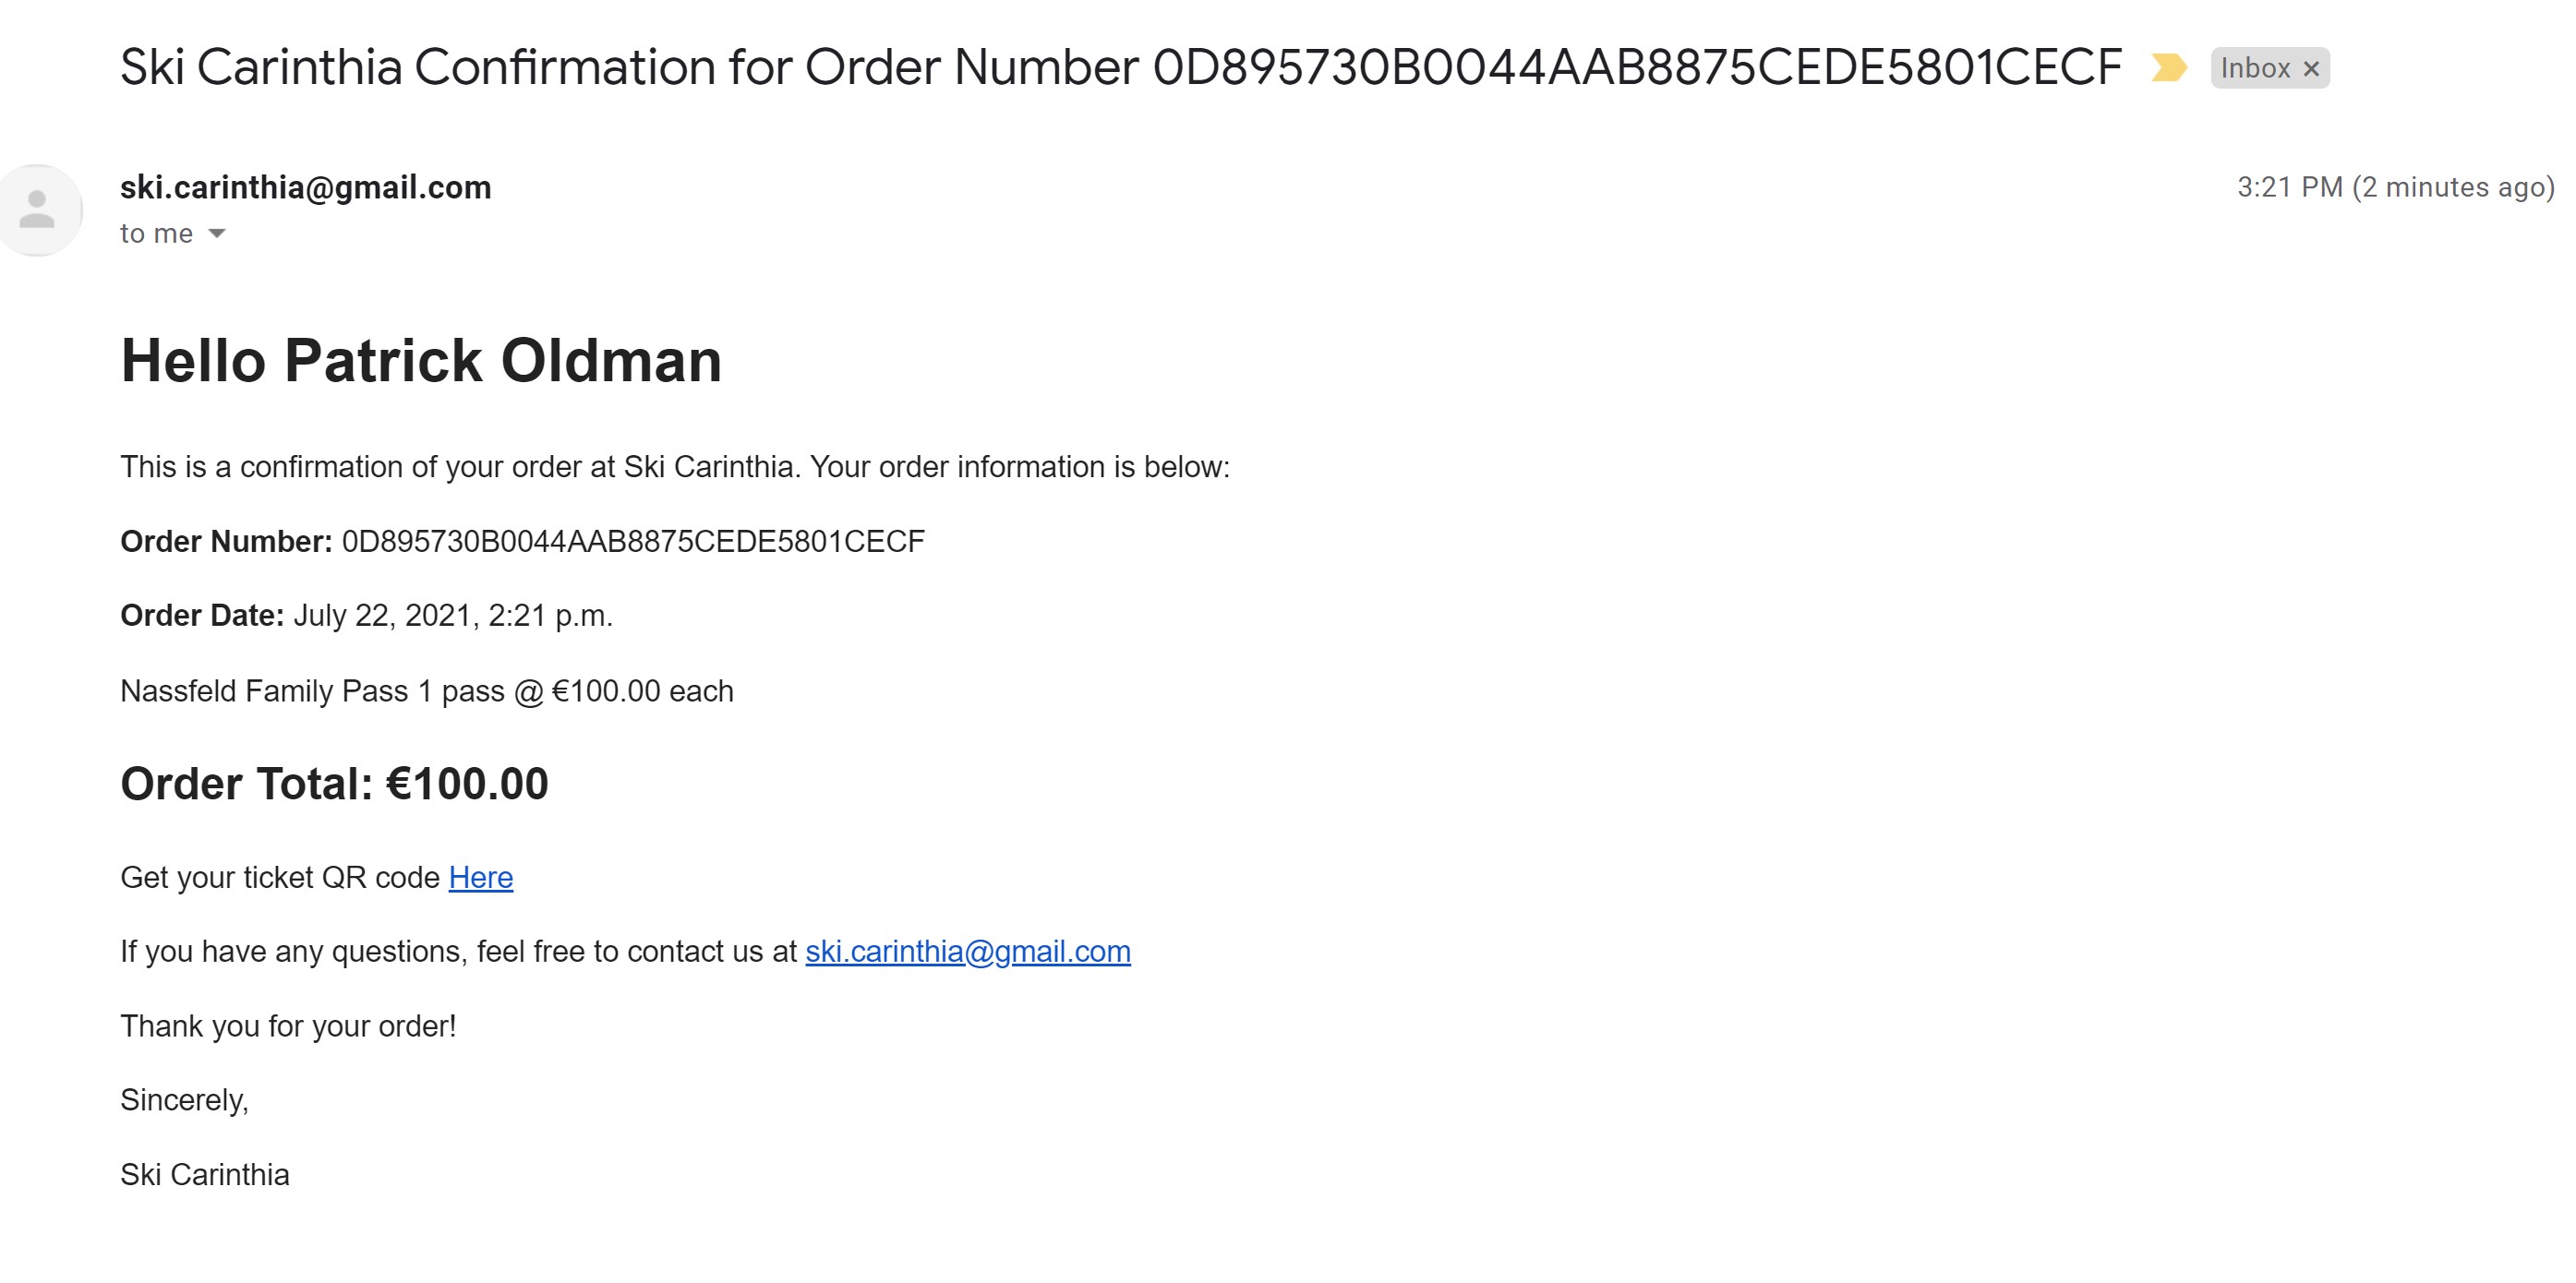 Ski Carinthia Confirmation for Order Number 0D895730B0044AAB8875CEDE5801CECF Inbox ×
ski.carinthia@gmail.com 3:21 PM (2 minutes ago)
to me
Hello Patrick Oldman
This is a confirmation of your order at Ski Carinthia. Your order information is below:
Order Number: 0D895730B0044AAB8875CEDE5801CECF
Order Date: July 22, 2021, 2:21 p.m.
Nassfeld Family Pass 1 pass @ €100.00 each
Order Total: €100.00
Get your ticket QR code Here
If you have any questions, feel free to contact us at ski.carinthia@gmail.com
Thank you for your order!
Sincerely,
Ski Carinthia